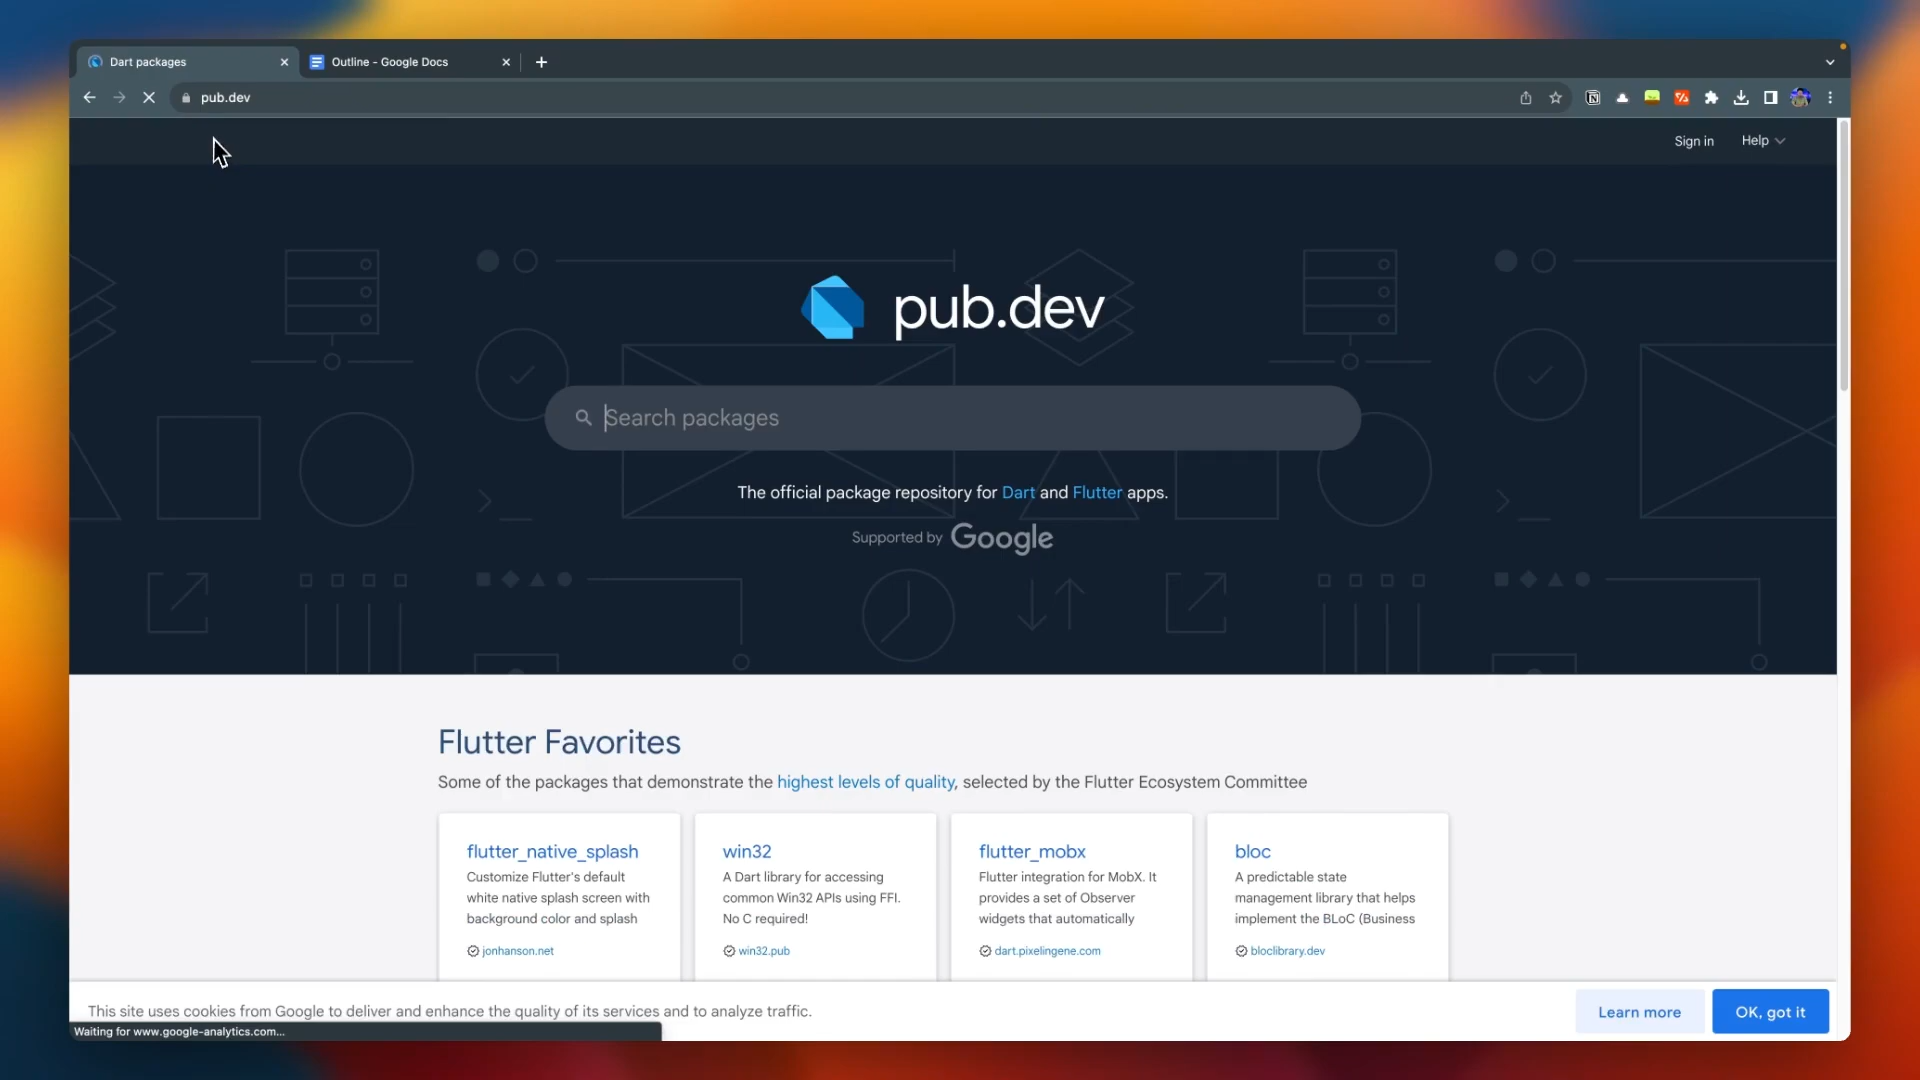 Dart packages
Outline - Google Docs
pub.dev
Sign in
Help
pub.dev
Search packages
The official package repository for Dart and Flutter apps.
Supported by Google
Flutter Favorites
Some of the packages that demonstrate the highest levels of quality, selected by the Flutter Ecosystem Committee
flutter_native_splash
Customize Flutter's default
white native splash screen with
background color and splash
jonhanson.net
win32
A Dart library for accessing
common Win32 APIs using FFI.
No C required!
win32.pub
flutter_mobx
Flutter integration for MobX. It
provides a set of Observer
widgets that automatically
dart.pixelingene.com
bloc
A predictable state
management library that helps
implement the BLoC (Business
bloclibrary.dev
This site uses cookies from Google to deliver and enhance the quality of its services and to analyze traffic.
Learn more
OK, got it
Waiting for www.google-analytics.com...